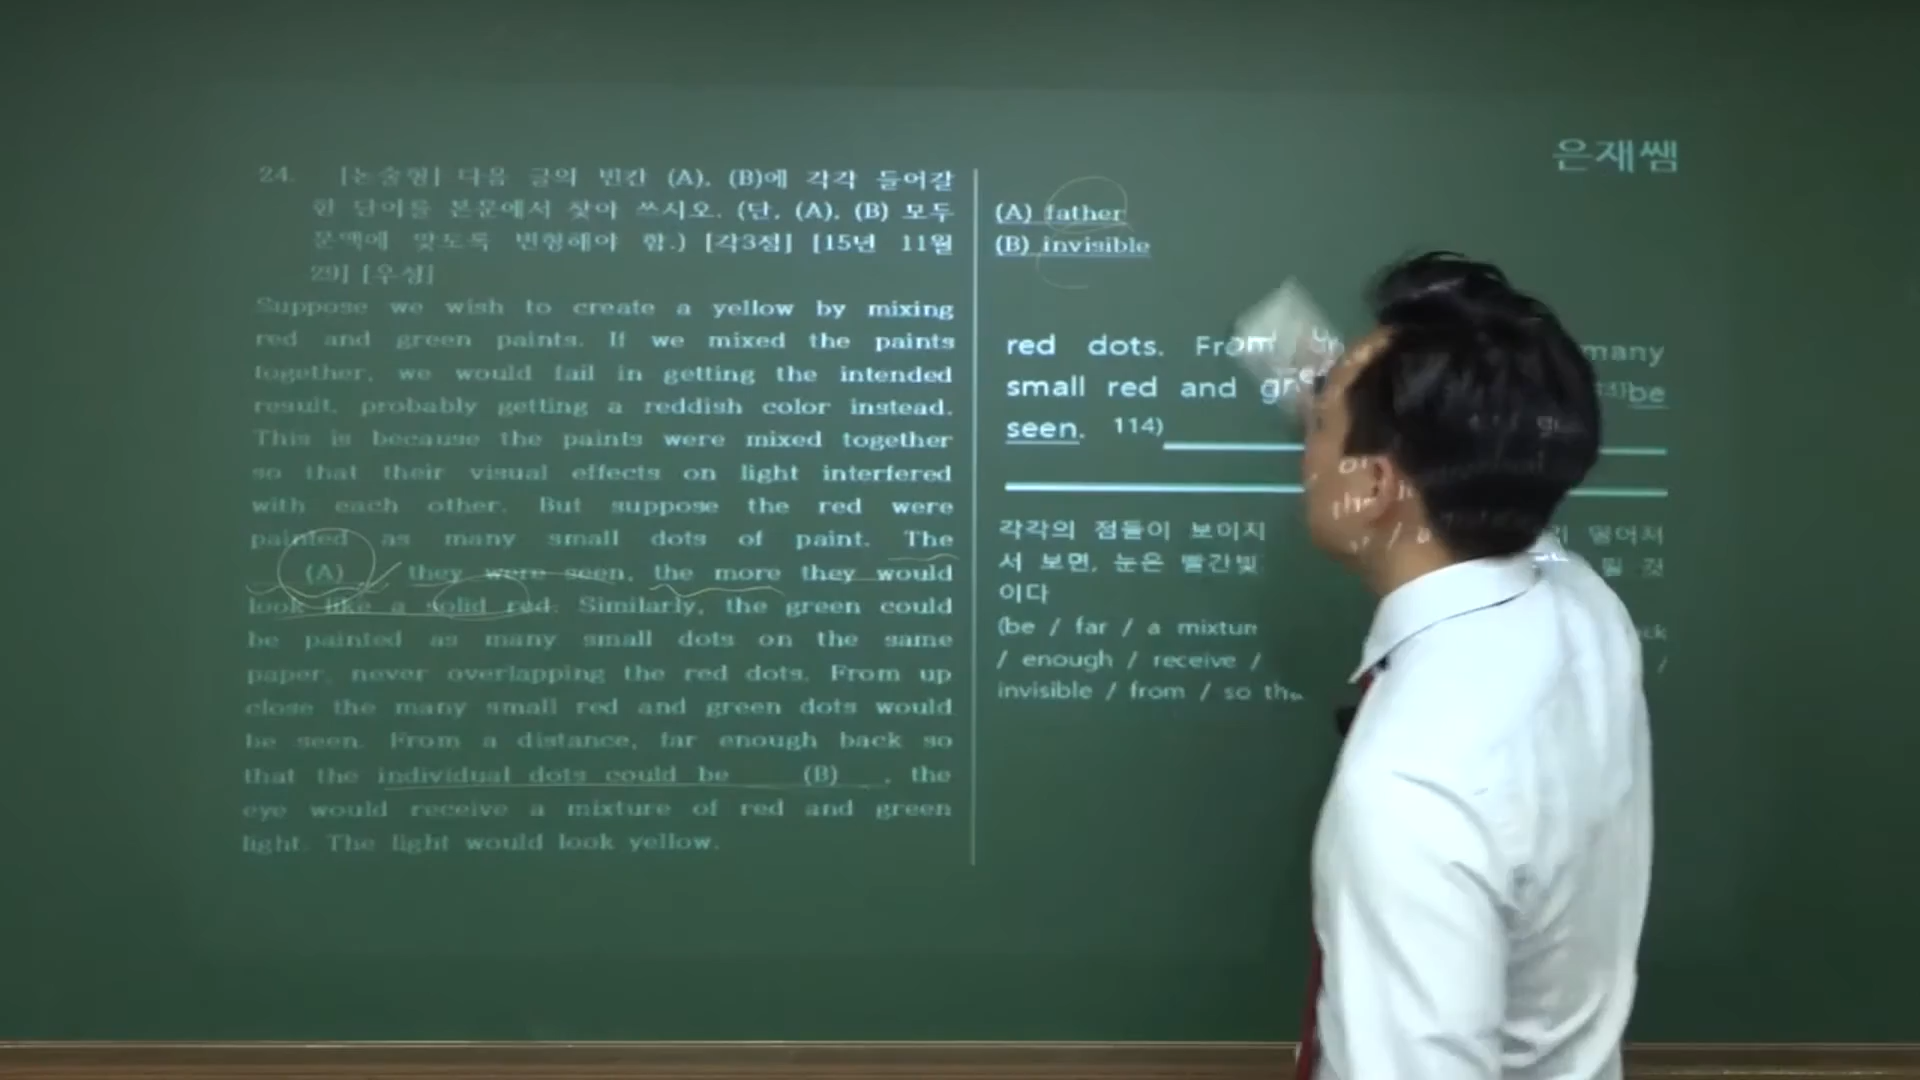 은재쌤
24. [논술형] 다음 글의 빈칸 (A), (B)에 각각 들어갈
한 단어를 본문에서 찾아 쓰시오. (단, (A), (B) 모두
문맥에 맞도록 변형해야 함.) [각3점] [15년 11월
29] [우성]
Suppose we wish to create a yellow by mixing
red and green paints. If we mixed the paints
together, we would fail in getting the intended
result, probably getting a reddish color instead.
This is because the paints were mixed together
so that their visual effects on light interfered
with each other. But suppose the red were
painted as many small dots of paint. The
(A) they were seen, the more they would
look like a solid red. Similarly, the green could
be painted as many small dots on the same
paper, never overlapping the red dots. From up
close the many small red and green dots would
be seen. From a distance, far enough back so
that the individual dots could be (B) , the
eye would receive a mixture of red and green
light. The light would look yellow.
(A) father
(B) invisible
red dots. From many
small red and be
seen. 114)
각각의 점들이 보이지 떨어져
서 보면, 눈은 빨간빛 될 것
이다
(be / far / a
/ enough / receive / /
invisible / from / so